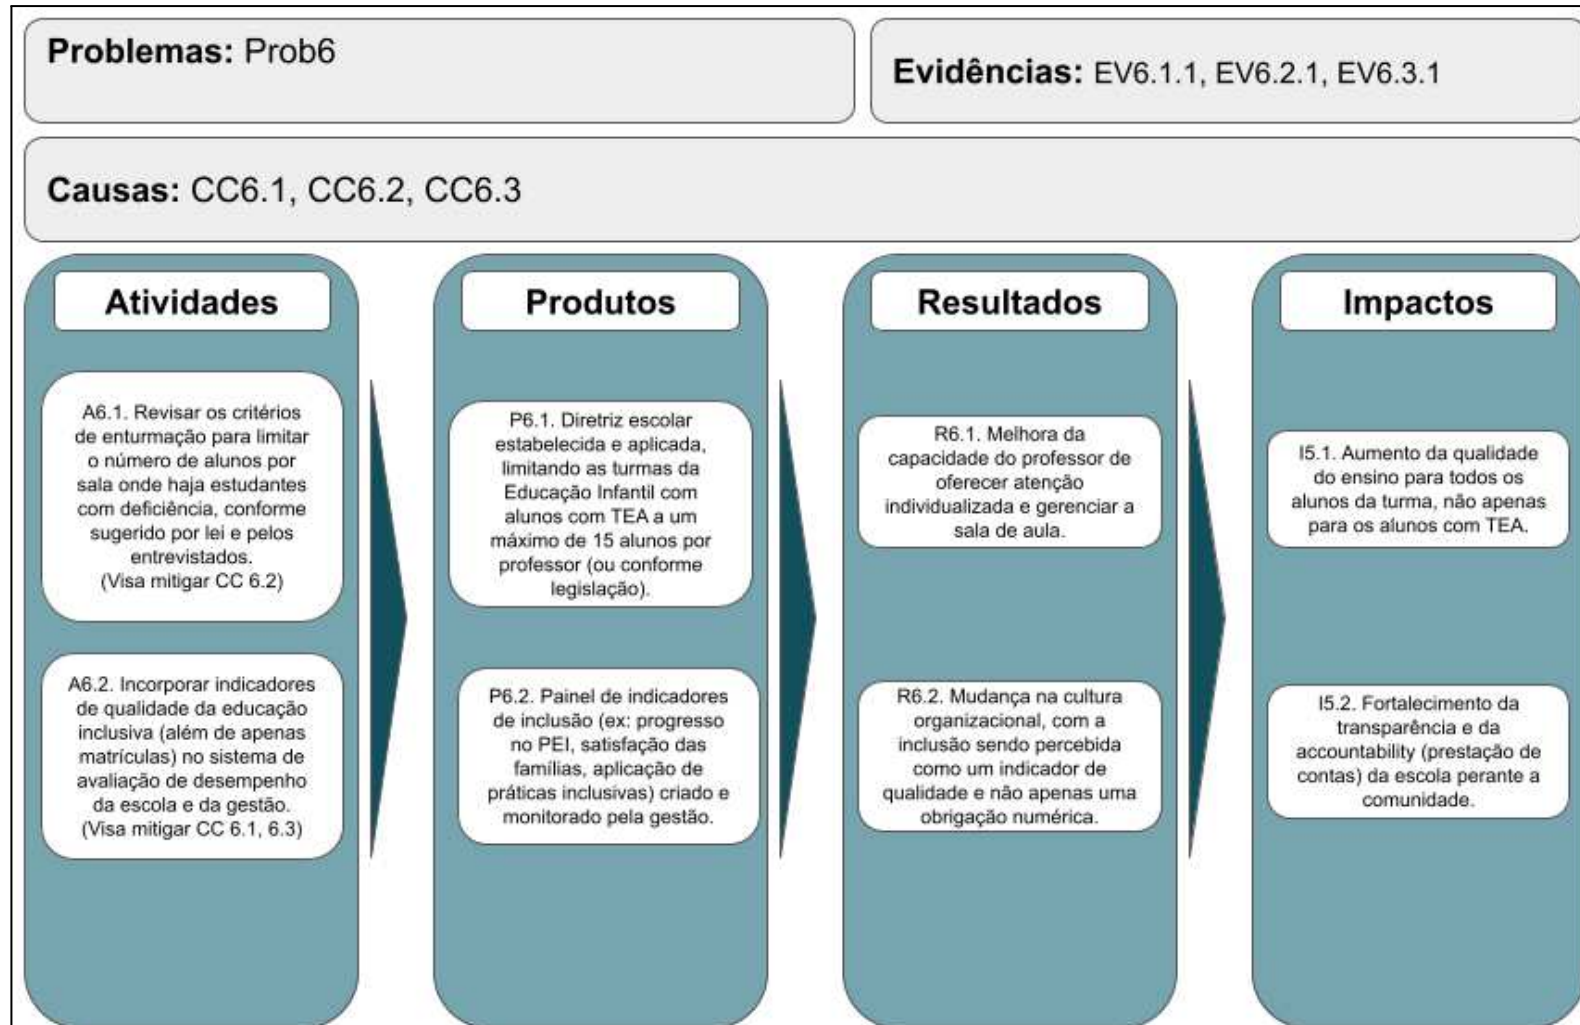 Problemas: Prob6
Evidências: EV6.1.1, EV6.2.1, EV6.3.1
Causas: CC6.1, CC6.2, CC6.3
Atividades
A6.1. Revisar os critérios
de enturmação para limitar
o número de alunos por
sala onde haja estudantes
com deficiência, conforme
sugerido por lei e pelos
entrevistados.
(Visa mitigar CC 6.2)
A6.2. Incorporar indicadores
de qualidade da educação
inclusiva (além de apenas
matrículas) no sistema de
avaliação de desempenho
da escola e da gestão.
(Visa mitigar CC 6.1, 6.3)
Produtos
P6.1. Diretriz escolar
estabelecida e aplicada,
limitando as turmas da
Educação Infantil com
alunos com TEA a um
máximo de 15 alunos por
professor (ou conforme
legislação).
P6.2. Painel de indicadores
de inclusão (ex: progresso
no PEI, satisfação das
famílias, aplicação de
práticas inclusivas) criado e
monitorado pela gestão.
Resultados
R6.1. Melhora da
capacidade do professor de
oferecer atenção
individualizada e gerenciar a
sala de aula.
R6.2. Mudança na cultura
organizacional, com a
inclusão sendo percebida
como um indicador de
qualidade e não apenas uma
obrigação numérica.
Impactos
I5.1. Aumento da qualidade
do ensino para todos os
alunos da turma, não apenas
para os alunos com TEA.
I5.2. Fortalecimento da
transparência e da
accountability (prestação de
contas) da escola perante a
comunidade.